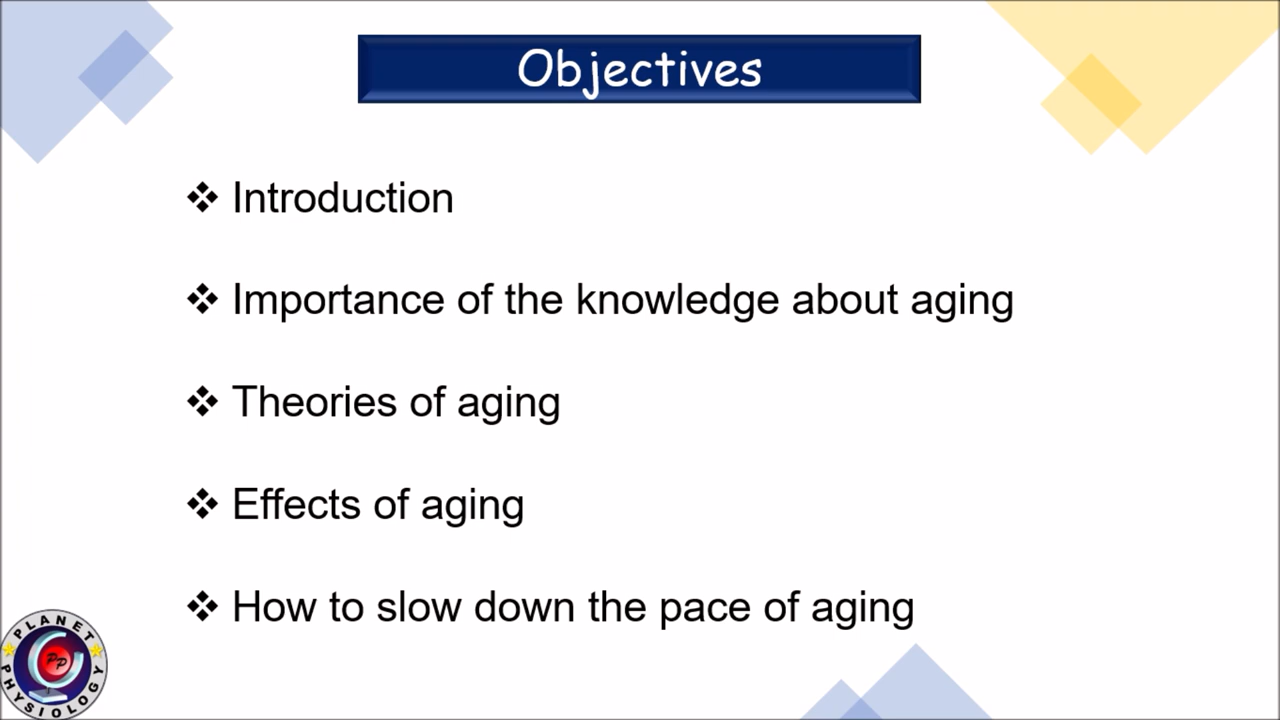 Objectives
❖ Introduction
❖ Importance of the knowledge about aging
❖ Theories of aging
❖ Effects of aging
❖ How to slow down the pace of aging
PLANET
PP
PHYSIOLOGY